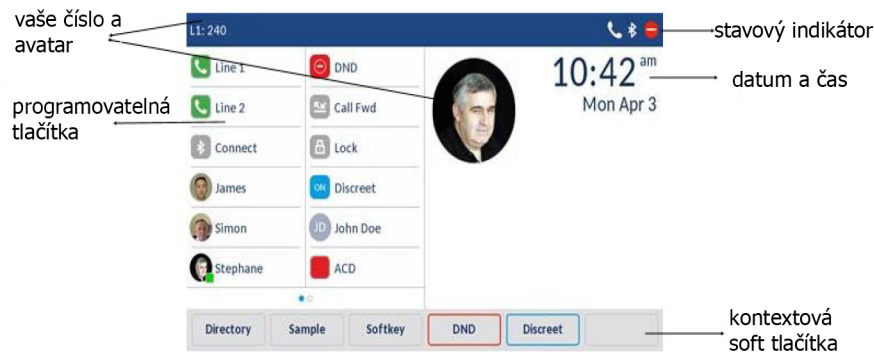 vaše číslo a
avatar
programovatelná
tlačítka
L1: 240
Line 1
DND
Line 2
Call Fwd
Connect
Lock
James
ON
Discreet
Simon
JD
John Doe
Stephane
ACD
10:42 am
Mon Apr 3
stavový indikátor
datum a čas
Directory
Sample
Softkey
DND
Discreet
kontextová
soft tlačítka